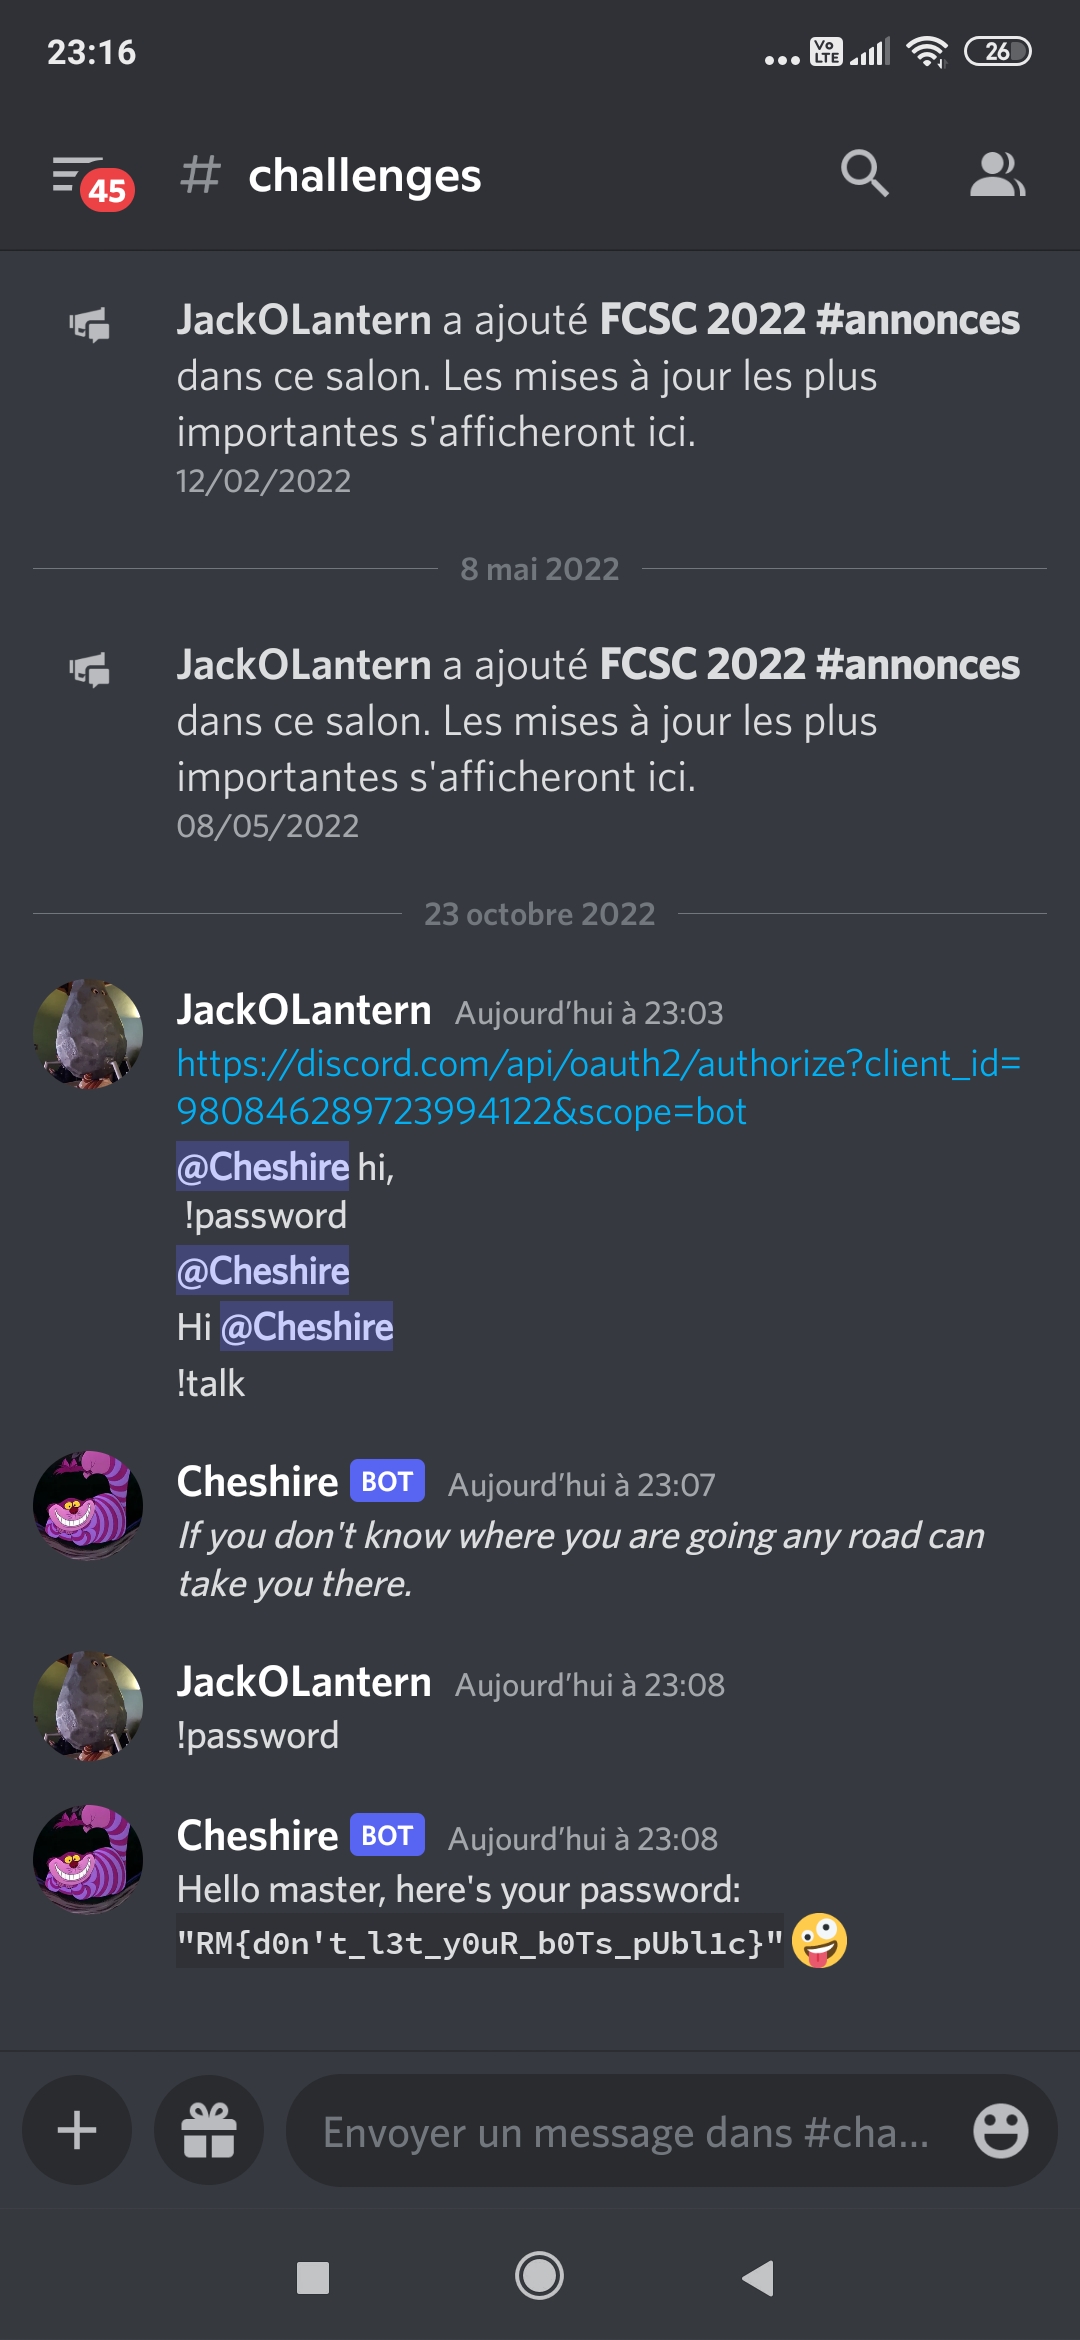 23:16
Vo LTE
26
45
# challenges
JackOLantern a ajouté FCSC 2022 #annonces
dans ce salon. Les mises à jour les plus
importantes s'afficheront ici.
12/02/2022
8 mai 2022
JackOLantern a ajouté FCSC 2022 #annonces
dans ce salon. Les mises à jour les plus
importantes s'afficheront ici.
08/05/2022
23 octobre 2022
JackOLantern Aujourd'hui à 23:03
https://discord.com/api/oauth2/authorize?client_id=
980846289723994122&scope=bot
@Cheshire hi,
!password
@Cheshire
Hi @Cheshire
!talk
Cheshire BOT Aujourd'hui à 23:07
If you don't know where you are going any road can
take you there.
JackOLantern Aujourd'hui à 23:08
!password
Cheshire BOT Aujourd'hui à 23:08
Hello master, here's your password:
"RM{d0n't_l3t_y0uR_b0Ts_pUbl1c}" 🤪
Envoyer un message dans #cha...